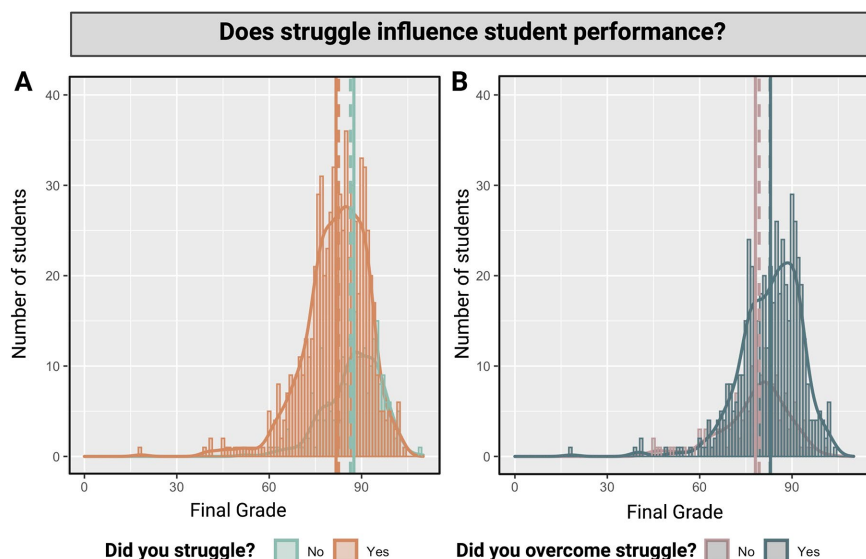 Does struggle influence student performance?
A
B
Number of students
40
30
20
10
0
0 30 60 90
Final Grade
Did you struggle? No Yes
Number of students
40
30
20
10
0
0 30 60 90
Final Grade
Did you overcome struggle? No Yes